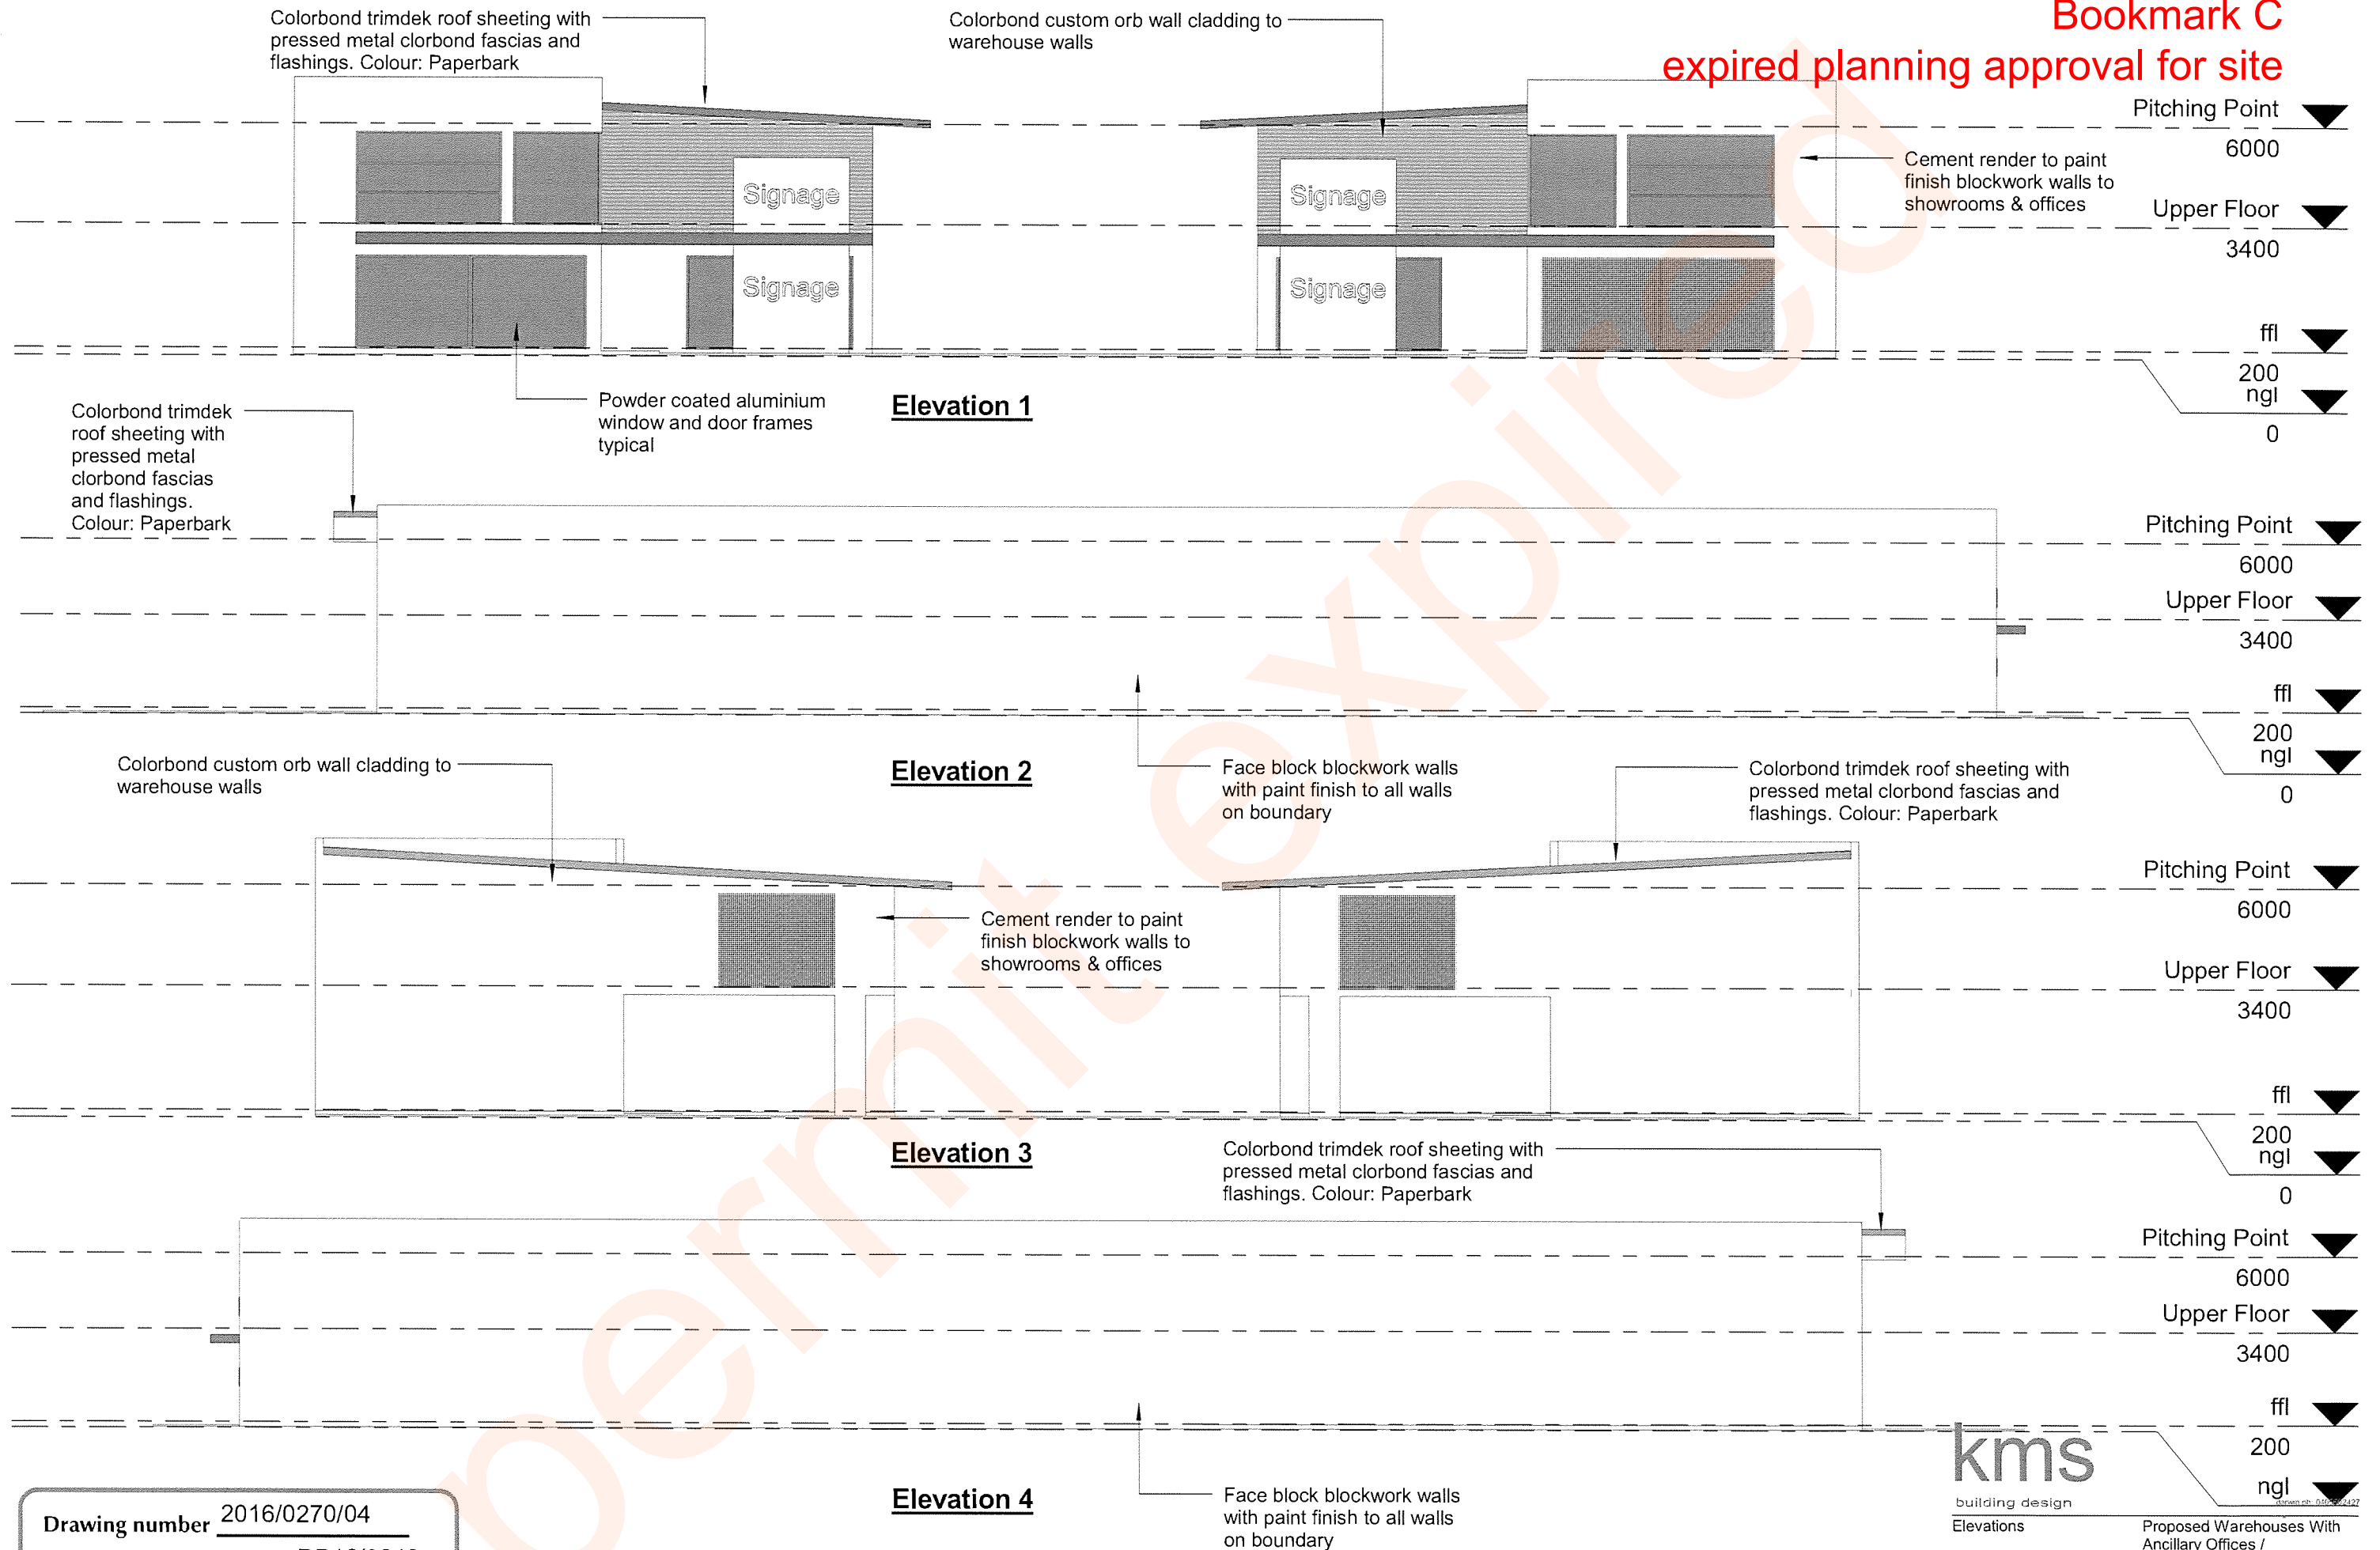 Bookmark C
expired planning approval for site
Colorbond trimdek roof sheeting with
pressed metal clorbond fascias and
flashings. Colour: Paperbark
Colorbond custom orb wall cladding to
warehouse walls
Pitching Point
6000
Cement render to paint
finish blockwork walls to
showrooms & offices
Signage
Signage
Upper Floor
3400
Signage
Signage
ffl
200
ngl
0
Powder coated aluminium
window and door frames
typical
Elevation 1
Colorbond trimdek
roof sheeting with
pressed metal
clorbond fascias
and flashings.
Colour: Paperbark
Pitching Point
6000
Upper Floor
3400
ffl
200
ngl
0
Elevation 2
Face block blockwork walls
with paint finish to all walls
on boundary
Colorbond custom orb wall cladding to
warehouse walls
Colorbond trimdek roof sheeting with
pressed metal clorbond fascias and
flashings. Colour: Paperbark
Pitching Point
6000
Cement render to paint
finish blockwork walls to
showrooms & offices
Upper Floor
3400
ffl
200
ngl
0
Elevation 3
Colorbond trimdek roof sheeting with
pressed metal clorbond fascias and
flashings. Colour: Paperbark
Pitching Point
6000
Upper Floor
3400
ffl
200
ngl
Elevation 4
Face block blockwork walls
with paint finish to all walls
on boundary
permit expired
Drawing number 2016/0270/04
kms
building design
Elevations
Proposed Warehouses With
Ancillary Offices /